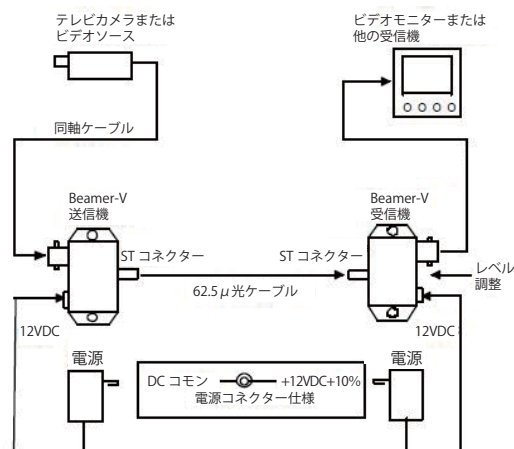 テレビカメラまたは
ビデオソース
ビデオモニターまたは
他の受信機
同軸ケーブル
Beamer-V
送信機
Beamer-V
受信機
ST コネクター
ST コネクター
レベル
調整
62.5μ光ケーブル
12VDC
12VDC
電源
電源
DC コモン
+12VDC+10%
電源コネクター仕様